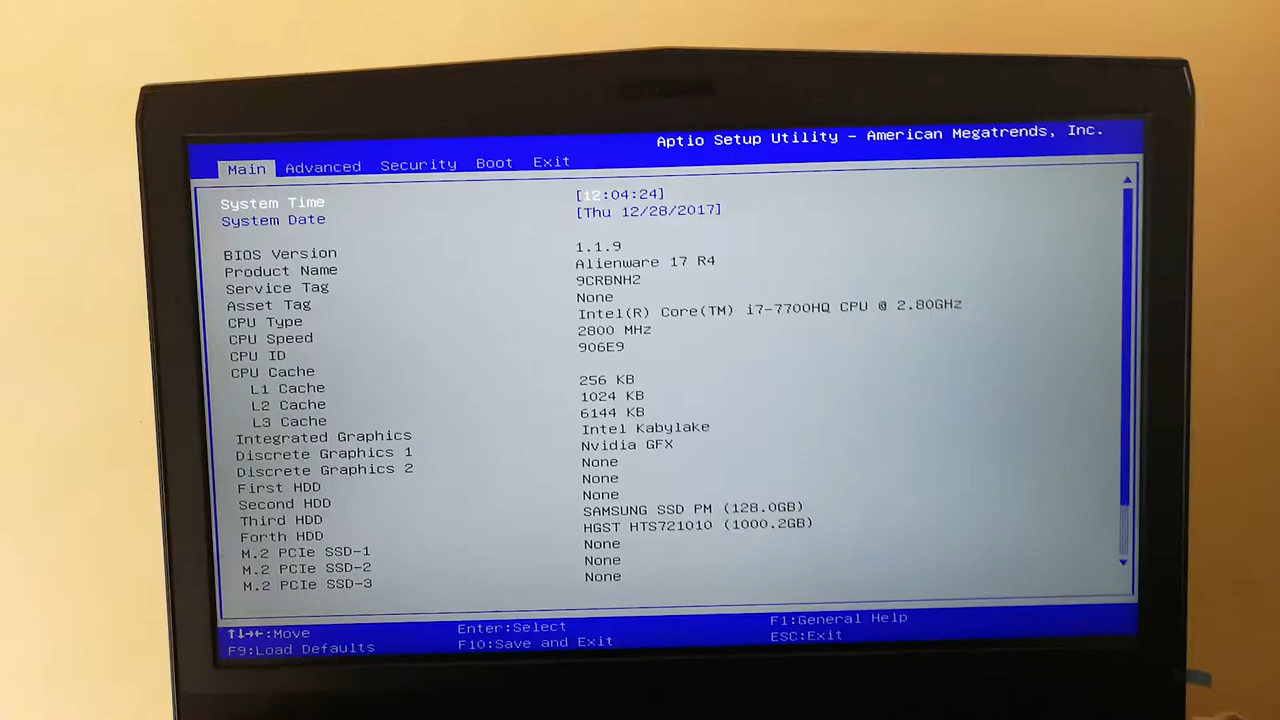 Aptio Setup Utility - American Megatrends, Inc.
Main Advanced Security Boot Exit
System Time [12:04:24]
System Date [Thu 12/28/2017]
BIOS Version 1.1.9
Product Name Alienware 17 R4
Service Tag 9CRBNH2
Asset Tag None
CPU Type Intel(R) Core(TM) i7-7700HQ CPU @ 2.80GHz
CPU Speed 2800 MHz
CPU ID 906E9
CPU Cache
L1 Cache 256 KB
L2 Cache 1024 KB
L3 Cache 6144 KB
Integrated Graphics Intel Kabylake
Discrete Graphics 1 Nvidia GFX
Discrete Graphics 2 None
First HDD None
Second HDD None
Third HDD SAMSUNG SSD PM (128.0GB)
Forth HDD HGST HTS721010 (1000.2GB)
M.2 PCIe SSD-1 None
M.2 PCIe SSD-2 None
M.2 PCIe SSD-3 None
↑↓→←:Move Enter:Select F1:General Help
F9:Load Defaults F10:Save and Exit ESC:Exit